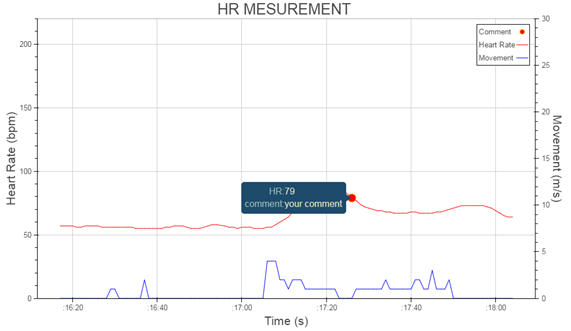 HR MESUREMENT
Comment
Heart Rate
Movement
200
150
100
50
0
Heart Rate (bpm)
HR:79
comment:your comment
30
25
20
15
10
5
0
Movement (m/s)
:16:20
:16:40
:17:00
:17:20
:17:40
:18:00
Time (s)